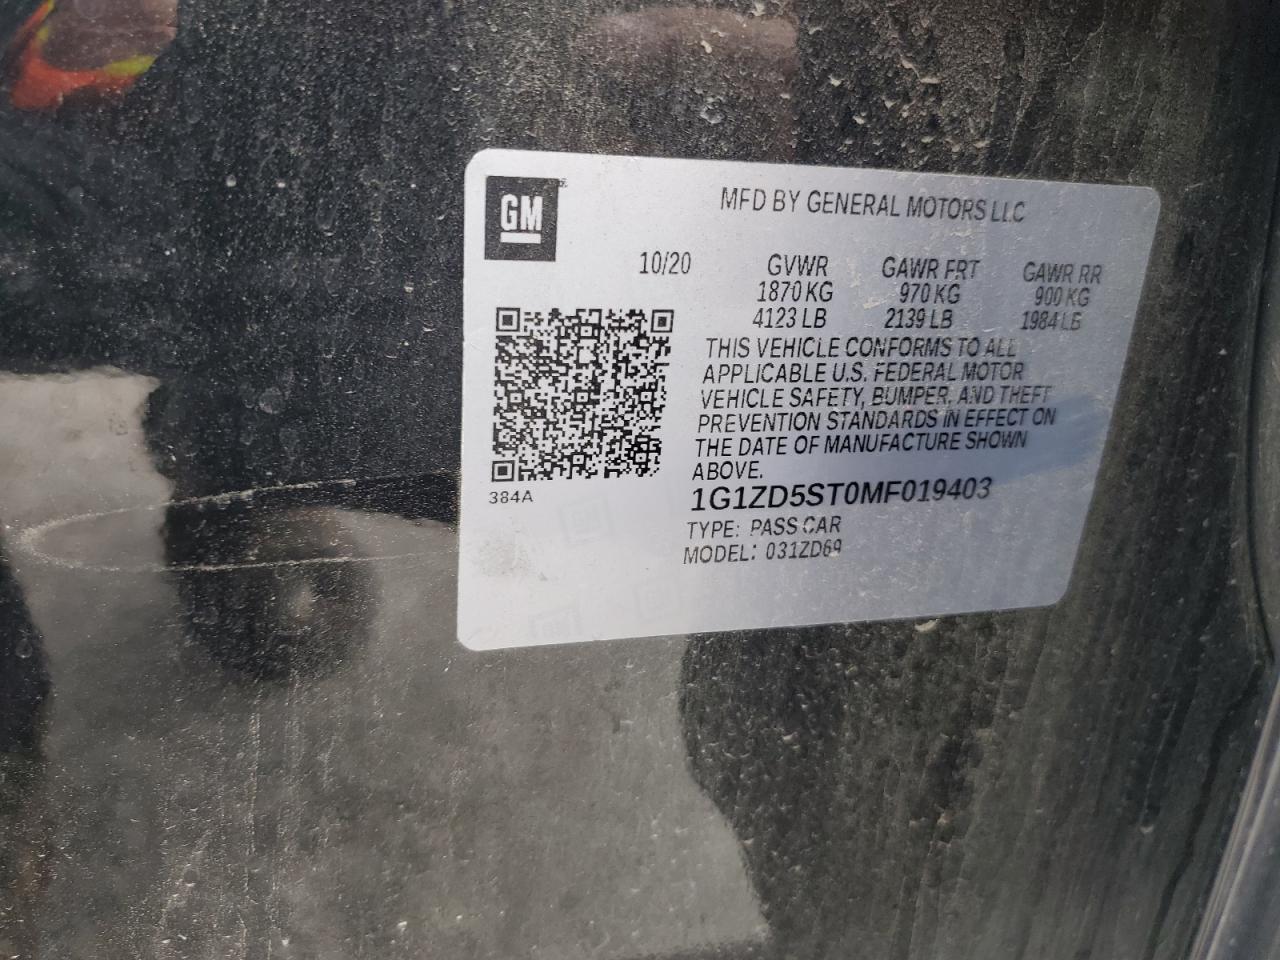 GM
MFD BY GENERAL MOTORS LLC
10/20 GVWR GAWR FRT GAWR RR
1870 KG 970 KG 900 KG
4123 LB 2139 LB 1984 LB
THIS VEHICLE CONFORMS TO ALL
APPLICABLE U.S. FEDERAL MOTOR
VEHICLE SAFETY, BUMPER, AND THEFT
PREVENTION STANDARDS IN EFFECT ON
THE DATE OF MANUFACTURE SHOWN
ABOVE.
384A
1G1ZD5ST0MF019403
TYPE: PASS CAR
MODEL: 031ZD69